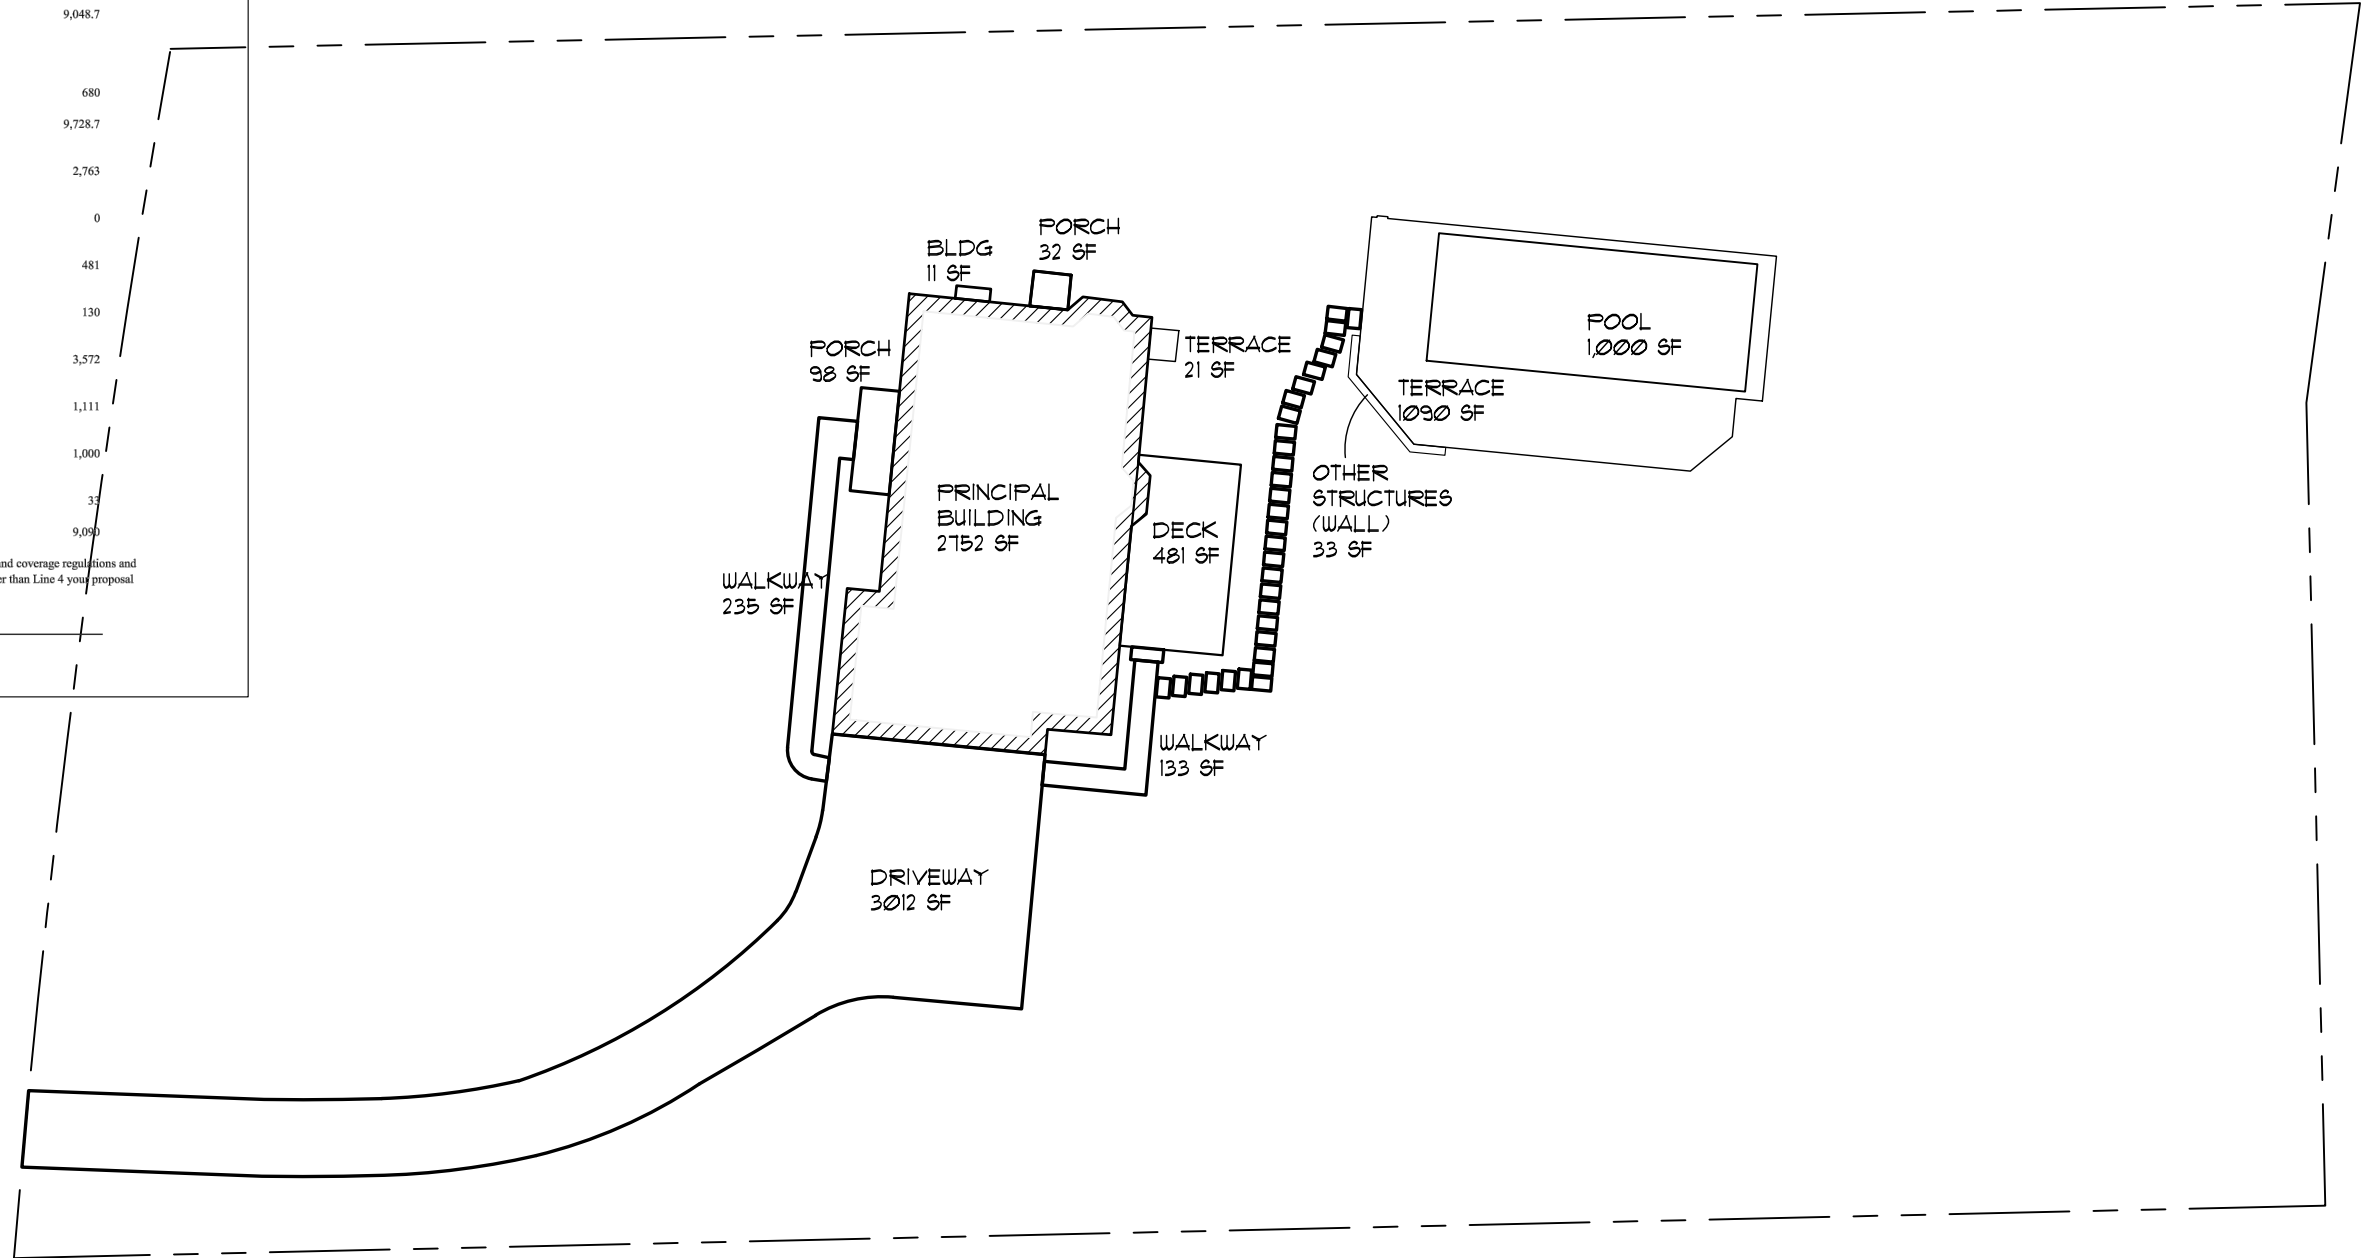 9,048.7
680
9,728.7
2,763
0
481
130
3,572
1,111
1,000
33
9,090
and coverage regulations and
er than Line 4 your proposal
BLDG
11 SF
PORCH
32 SF
PORCH
98 SF
TERRACE
21 SF
POOL
1,000 SF
TERRACE
1090 SF
OTHER
STRUCTURES
(WALL)
33 SF
PRINCIPAL
BUILDING
2752 SF
DECK
481 SF
WALKWAY
235 SF
WALKWAY
133 SF
DRIVEWAY
3012 SF